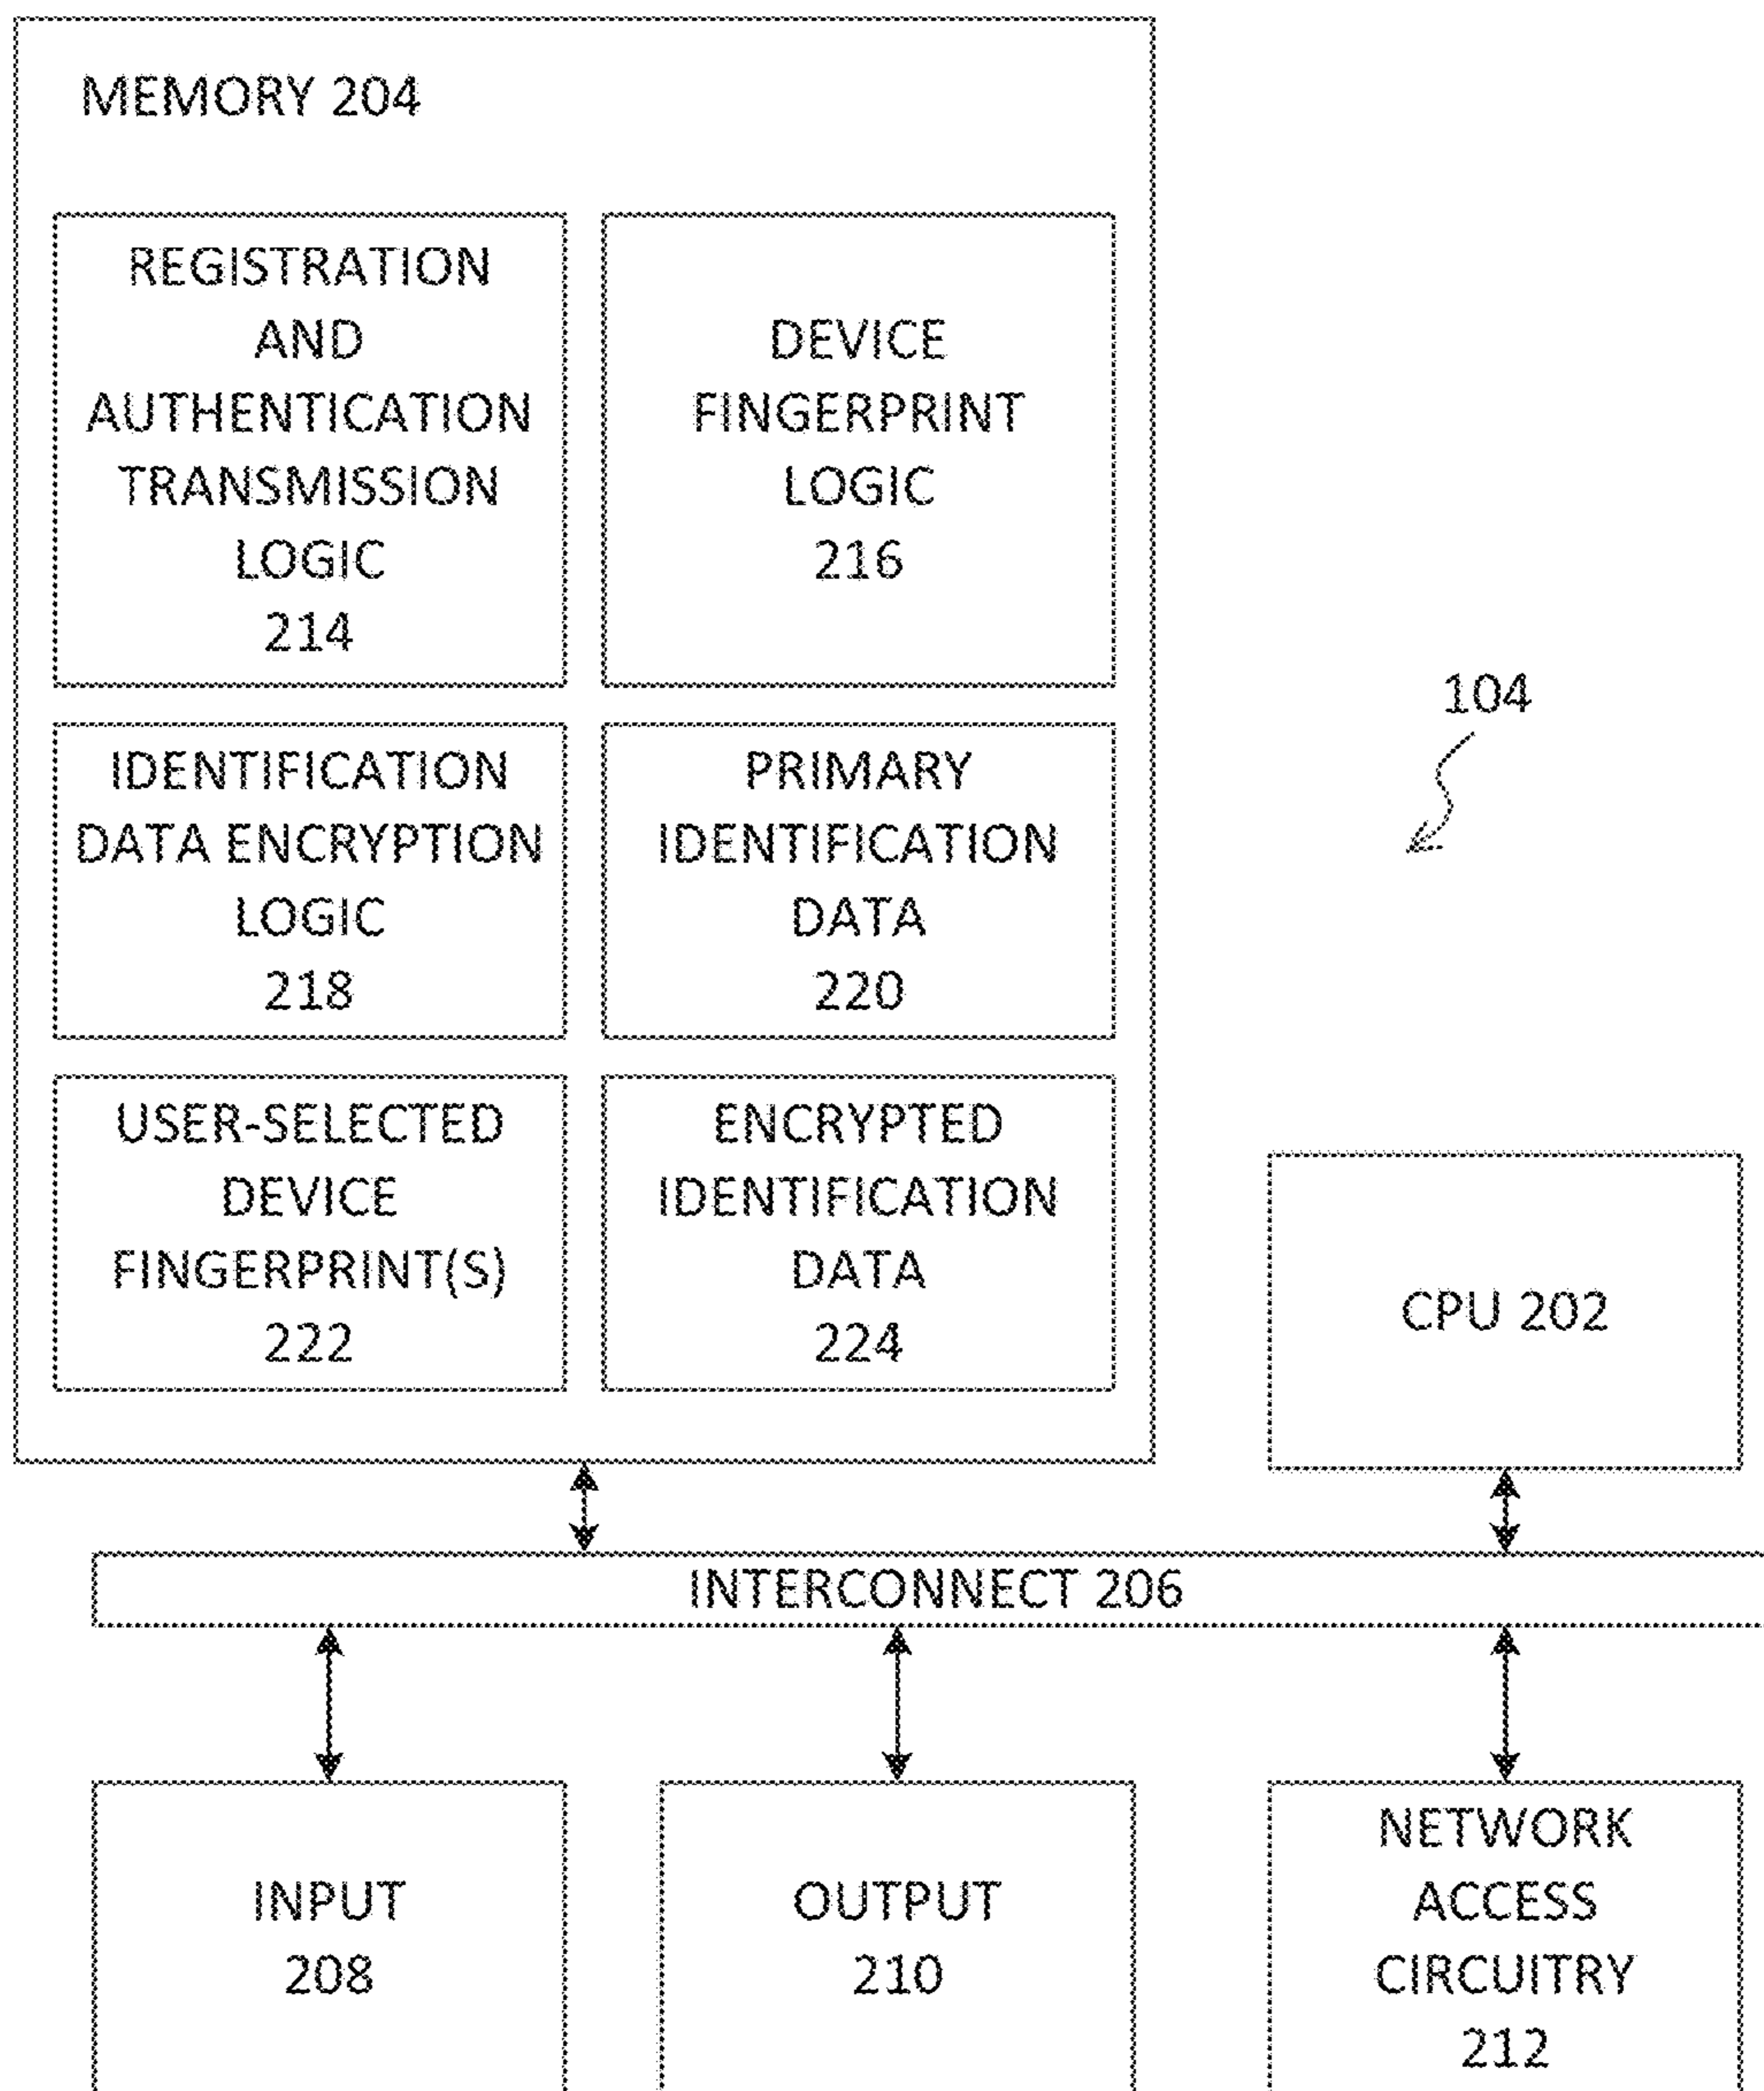 MEMORY 204
REGISTRATION
AND
AUTHENTICATION
TRANSMISSION
LOGIC
214
DEVICE
FINGERPRINT
LOGIC
216
IDENTIFICATION
DATA ENCRYPTION
LOGIC
218
PRIMARY
IDENTIFICATION
DATA
220
USER-SELECTED
DEVICE
FINGERPRINT(S)
222
ENCRYPTED
IDENTIFICATION
DATA
224
104
CPU 202
INTERCONNECT 206
INPUT
208
OUTPUT
210
NETWORK
ACCESS
CIRCUITRY
212